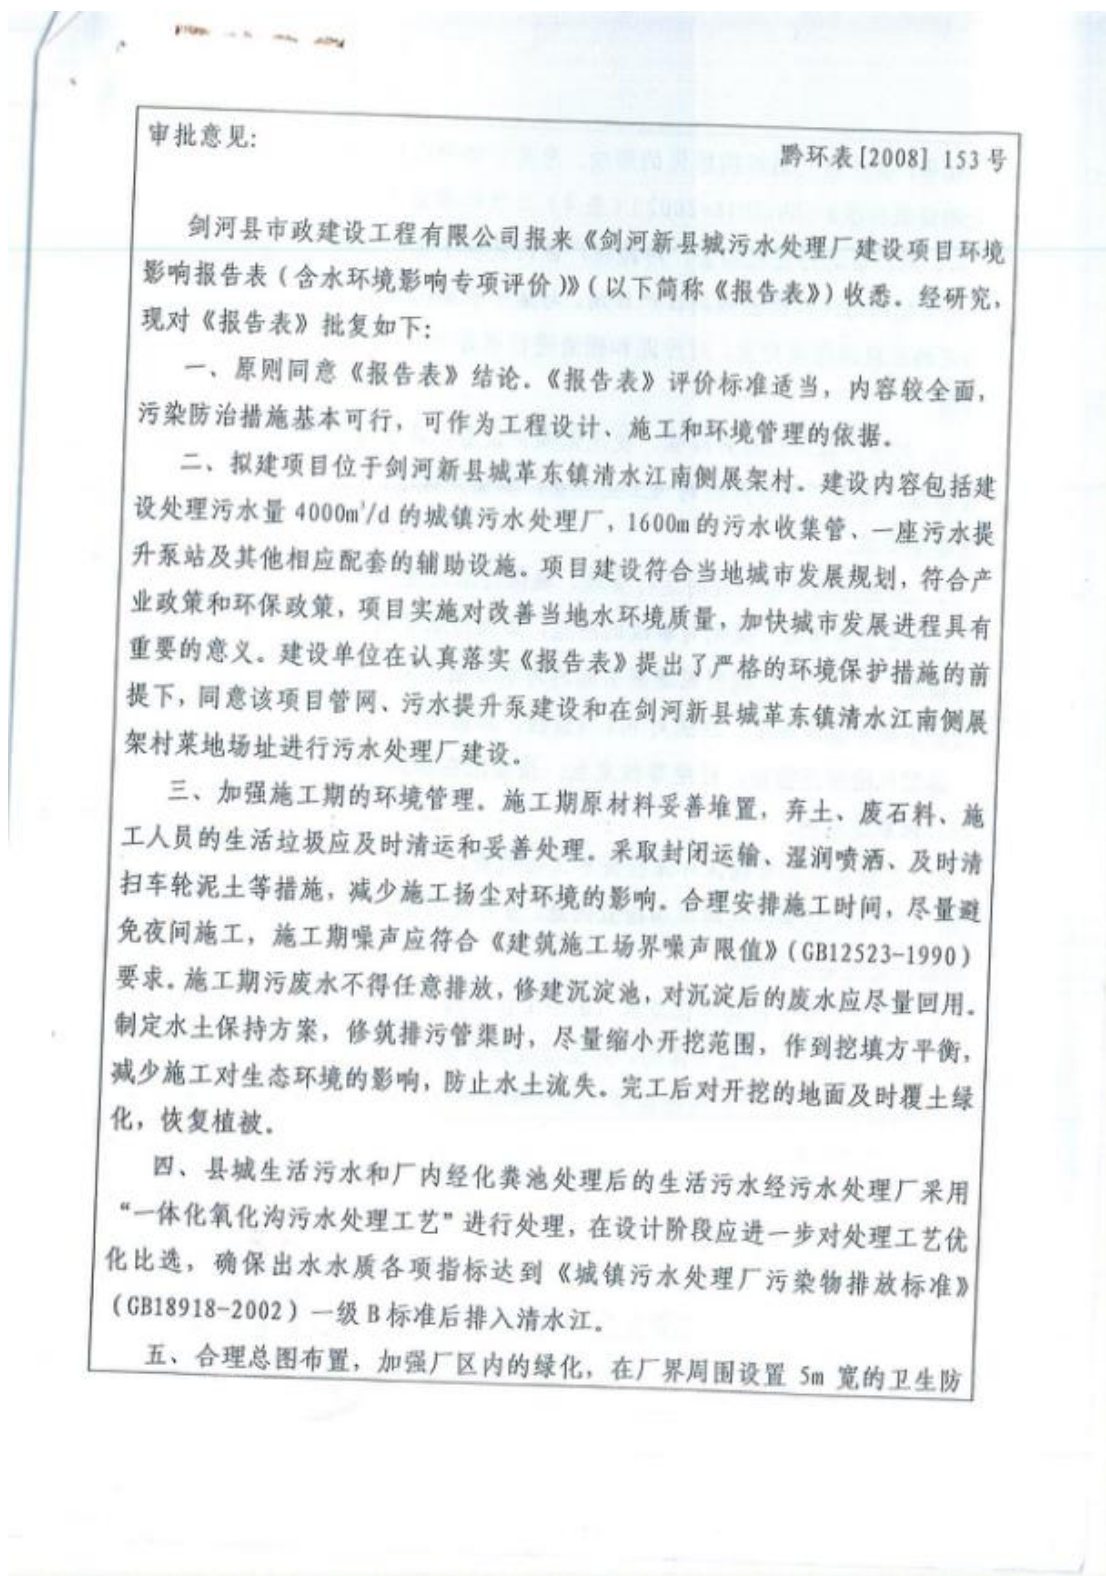 审批意见:
黔环表[2008] 153号
剑河县市政建设工程有限公司报来《剑河新县城污水处理厂建设项目环境
影响报告表(含水环境影响专项评价)》(以下简称《报告表》)收悉。经研究,
现对《报告表》批复如下:
一、原则同意《报告表》结论。《报告表》评价标准适当,内容较全面,
污染防治措施基本可行,可作为工程设计、施工和环境管理的依据。
二、拟建项目位于剑河新县城革东镇清水江南侧展架村。建设内容包括建
设处理污水量 4000m³/d 的城镇污水处理厂,1600m 的污水收集管、一座污水提
升泵站及其他相应配套的辅助设施。项目建设符合当地城市发展规划,符合产
业政策和环保政策,项目实施对改善当地水环境质量,加快城市发展进程具有
重要的意义。建设单位在认真落实《报告表》提出了严格的环境保护措施的前
提下,同意该项目管网、污水提升泵建设和在剑河新县城革东镇清水江南侧展
架村菜地场址进行污水处理厂建设。
三、加强施工期的环境管理。施工期原材料妥善堆置,弃土、废石料、施
工人员的生活垃圾应及时清运和妥善处理。采取封闭运输、湿润喷洒、及时清
扫车轮泥土等措施,减少施工扬尘对环境的影响。合理安排施工时间,尽量避
免夜间施工,施工期噪声应符合《建筑施工场界噪声限值》(GB12523-1990)
要求。施工期污废水不得任意排放,修建沉淀池,对沉淀后的废水应尽量回用。
制定水土保持方案,修筑排污管渠时,尽量缩小开挖范围,作到挖填方平衡,
减少施工对生态环境的影响,防止水土流失。完工后对开挖的地面及时覆土绿
化,恢复植被。
四、县城生活污水和厂内经化粪池处理后的生活污水经污水处理厂采用
“一体化氧化沟污水处理工艺”进行处理,在设计阶段应进一步对处理工艺优
化比选,确保出水水质各项指标达到《城镇污水处理厂污染物排放标准》
(GB18918-2002)一级B标准后排入清水江。
五、合理总图布置,加强厂区内的绿化,在厂界周围设置 5m 宽的卫生防